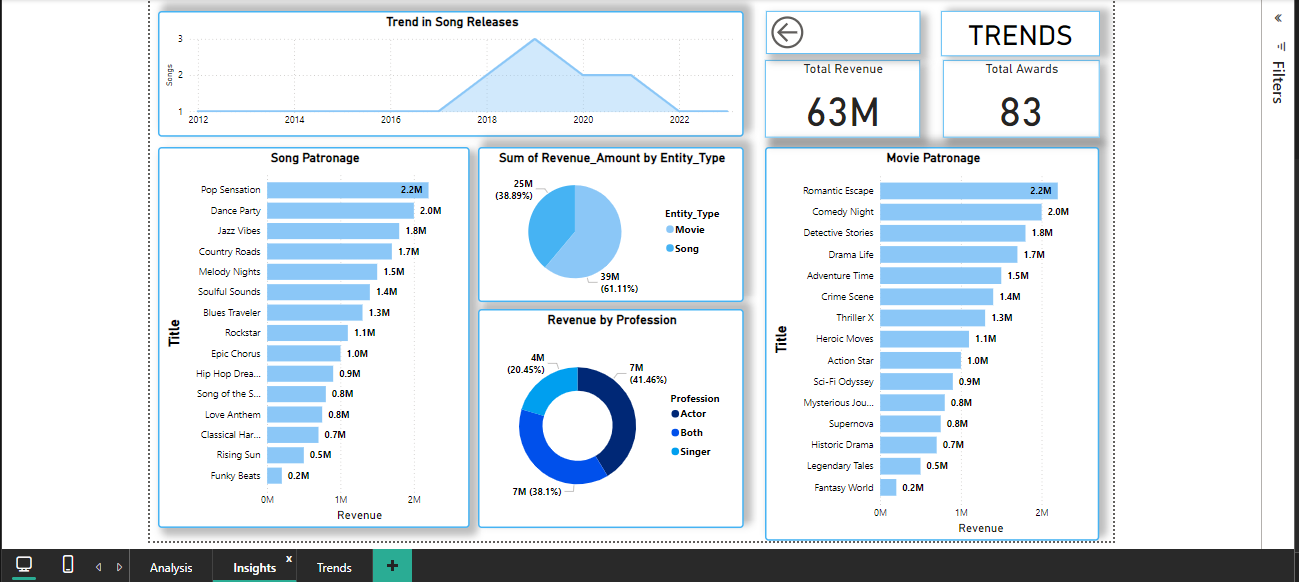 Trend in Song Releases
Songs
3
2
1
2012 2014 2016 2018 2020 2022
TRENDS
Total Revenue
63M
Total Awards
83
«
Filters
Song Patronage
Title
Pop Sensation 2.2M
Dance Party 2.0M
Jazz Vibes 1.8M
Country Roads 1.7M
Melody Nights 1.5M
Soulful Sounds 1.4M
Blues Traveler 1.3M
Rockstar 1.1M
Epic Chorus 1.0M
Hip Hop Drea... 0.9M
Song of the S... 0.8M
Love Anthem 0.8M
Classical Har... 0.7M
Rising Sun 0.5M
Funky Beats 0.2M
0M 1M 2M
Revenue
Sum of Revenue_Amount by Entity_Type
25M
(38.89%)
39M
(61.11%)
Entity_Type
Movie
Song
Revenue by Profession
4M
(20.45%)
7M
(41.46%)
7M (38.1%)
Profession
Actor
Both
Singer
Movie Patronage
Title
Romantic Escape 2.2M
Comedy Night 2.0M
Detective Stories 1.8M
Drama Life 1.7M
Adventure Time 1.5M
Crime Scene 1.4M
Thriller X 1.3M
Heroic Moves 1.1M
Action Star 1.0M
Sci-Fi Odyssey 0.9M
Mysterious Jou... 0.8M
Supernova 0.8M
Historic Drama 0.7M
Legendary Tales 0.5M
Fantasy World 0.2M
0M 1M 2M
Revenue
Analysis Insights x Trends +